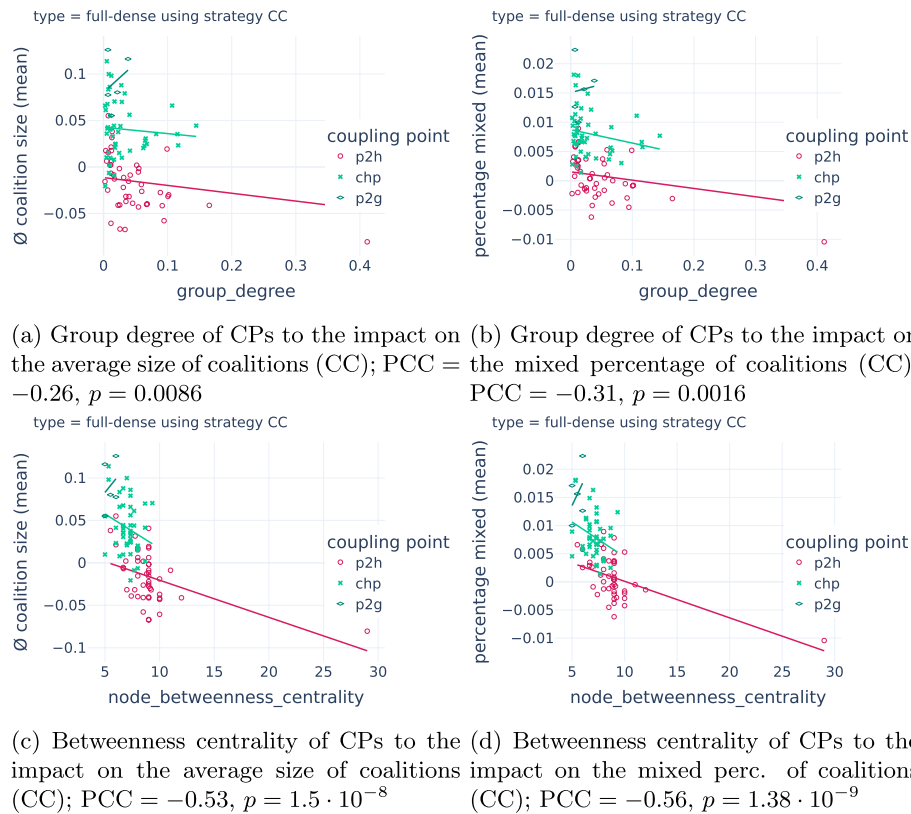 type = full-dense using strategy CC
Ø coalition size (mean)
0.1
0.05
0
−0.05
0
0.1
0.2
0.3
0.4
group_degree
coupling point
p2h
chp
p2g
type = full-dense using strategy CC
percentage mixed (mean)
0.02
0.015
0.01
0.005
0
−0.005
−0.01
0
0.1
0.2
0.3
0.4
group_degree
coupling point
p2h
chp
p2g
(a) Group degree of CPs to the impact on
the average size of coalitions (CC); PCC =
−0.26, p = 0.0086
(b) Group degree of CPs to the impact on
the mixed percentage of coalitions (CC)
PCC = −0.31, p = 0.0016
type = full-dense using strategy CC
Ø coalition size (mean)
0.1
0.05
0
−0.05
−0.1
5
10
15
20
25
30
node_betweenness_centrality
coupling point
p2h
chp
p2g
type = full-dense using strategy CC
percentage mixed (mean)
0.02
0.015
0.01
0.005
0
−0.005
−0.01
5
10
15
20
25
30
node_betweenness_centrality
coupling point
p2h
chp
p2g
(c) Betweenness centrality of CPs to the
impact on the average size of coalitions
(CC); PCC = −0.53, p = 1.5 · 10⁻⁸
(d) Betweenness centrality of CPs to the
impact on the mixed perc. of coalitions
(CC); PCC = −0.56, p = 1.38 · 10⁻⁹